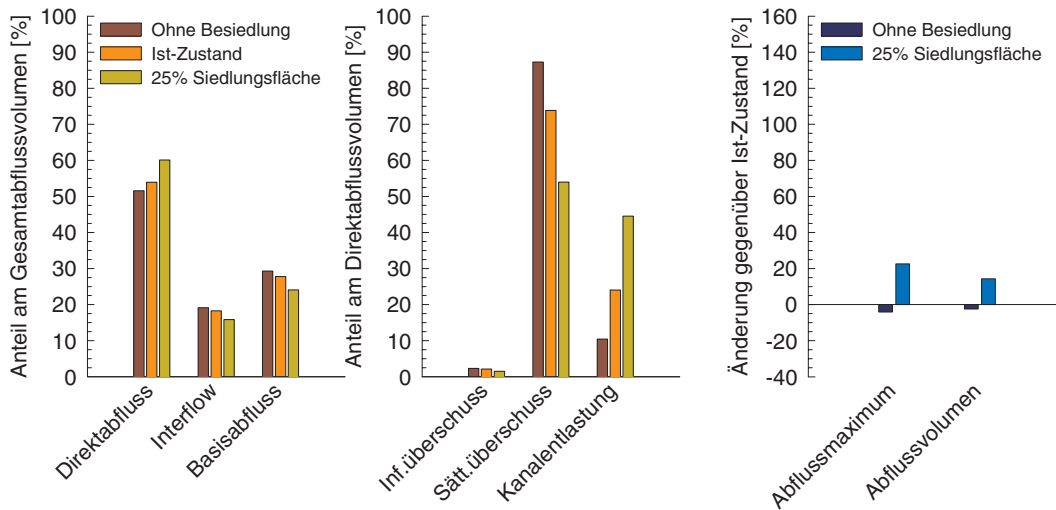 Anteil am Gesamtabflussvolumen [%]
100
90
80
70
60
50
40
30
20
10
0
Ohne Besiedlung
Ist-Zustand
25% Siedlungsfläche
Direktabfluss
Interflow
Basisabfluss
Anteil am Direktabflussvolumen [%]
100
90
80
70
60
50
40
30
20
10
0
Inf.überschuss
Sätt.überschuss
Kanalentlastung
Änderung gegenüber Ist-Zustand [%]
160
140
120
100
80
60
40
20
0
-20
-40
Ohne Besiedlung
25% Siedlungsfläche
Abflussmaximum
Abflussvolumen